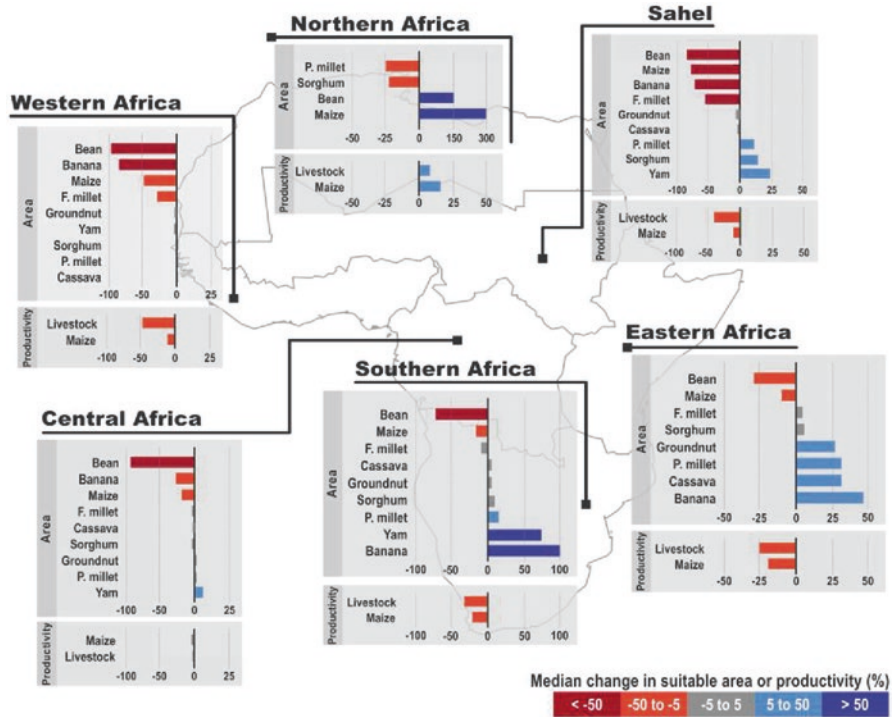 Northern Africa
Area
P. millet
Sorghum
Bean
Maize
-50 -25 0 150 300
Productivity
Livestock
Maize
-50 -25 0 25 50
Sahel
Area
Bean
Maize
Banana
F. millet
Groundnut
Cassava
P. millet
Sorghum
Yam
-100 -50 0 50 100
Productivity
Livestock
Maize
-100 -50 0 50
Western Africa
Area
Bean
Banana
Maize
F. millet
Groundnut
Yam
Sorghum
P. millet
Cassava
-100 -50 0 25
Productivity
Livestock
Maize
-100 -50 0 25
Eastern Africa
Area
Bean
Maize
F. millet
Sorghum
Groundnut
P. millet
Cassava
Banana
-50 -25 0 25 50
Productivity
Livestock
Maize
-50 -25 0 25 50
Southern Africa
Area
Bean
Maize
F. millet
Cassava
Groundnut
Sorghum
P. millet
Yam
Banana
-100 -50 0 50 100
Productivity
Livestock
Maize
-100 -50 0 50 100
Central Africa
Area
Bean
Banana
Maize
F. millet
Cassava
Sorghum
Groundnut
P. millet
Yam
-100 -50 0 25
Productivity
Maize
Livestock
-100 -50 0 25
Median change in suitable area or productivity (%)
< -50 -50 to -5 -5 to 5 5 to 50 > 50